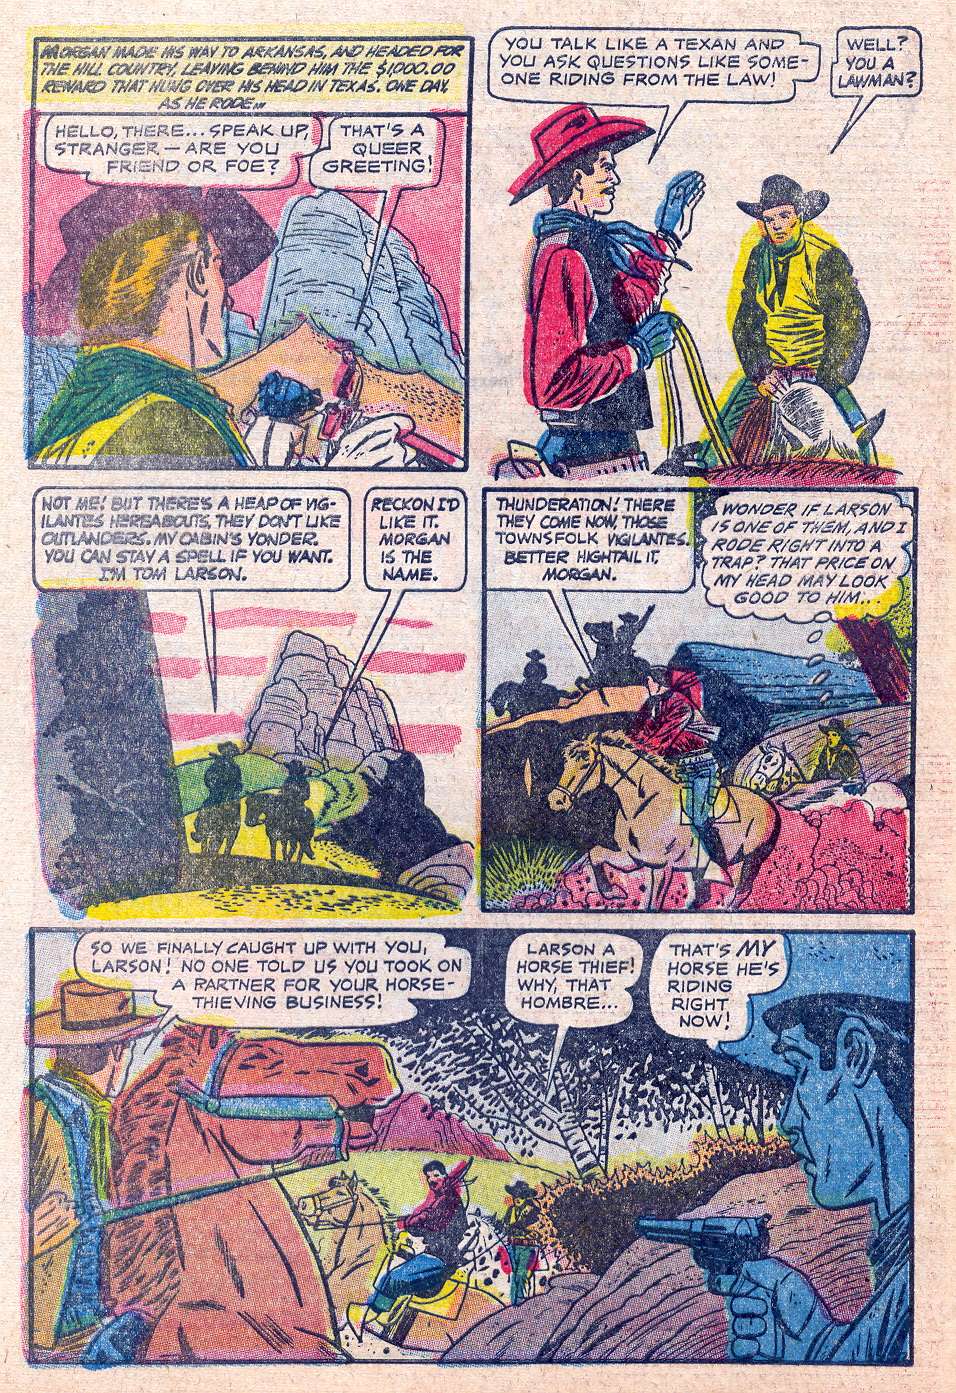 MORGAN MADE HIS WAY TO ARKANSAS, AND HEADED FOR
THE HILL COUNTRY, LEAVING BEHIND HIM THE $1,000.00
REWARD THAT HUNG OVER HIS HEAD IN TEXAS. ONE DAY,
AS HE RODE...
HELLO, THERE... SPEAK UP,
STRANGER — ARE YOU
FRIEND OR FOE?
THAT'S A
QUEER
GREETING!
YOU TALK LIKE A TEXAN AND
YOU ASK QUESTIONS LIKE SOME-
ONE RIDING FROM THE LAW!
WELL?
YOU A
LAWMAN?
NOT ME! BUT THERE'S A HEAP OF VIG-
ILANTES HEREABOUTS, THEY DON'T LIKE
OUTLANDERS. MY CABIN'S YONDER.
YOU CAN STAY A SPELL IF YOU WANT.
I'M TOM LARSON.
RECKON I'D
LIKE IT.
MORGAN
IS THE
NAME.
THUNDERATION! THERE
THEY COME NOW, THOSE
TOWNSFOLK VIGILANTES.
BETTER HIGHTAIL IT,
MORGAN.
WONDER IF LARSON
IS ONE OF THEM, AND I
RODE RIGHT INTO A
TRAP? THAT PRICE ON
MY HEAD MAY LOOK
GOOD TO HIM...
SO WE FINALLY CAUGHT UP WITH YOU,
LARSON! NO ONE TOLD US YOU TOOK ON
A PARTNER FOR YOUR HORSE-
THIEVING BUSINESS!
LARSON A
HORSE THIEF!
WHY, THAT
HOMBRE...
THAT'S MY
HORSE HE'S
RIDING
RIGHT
NOW!